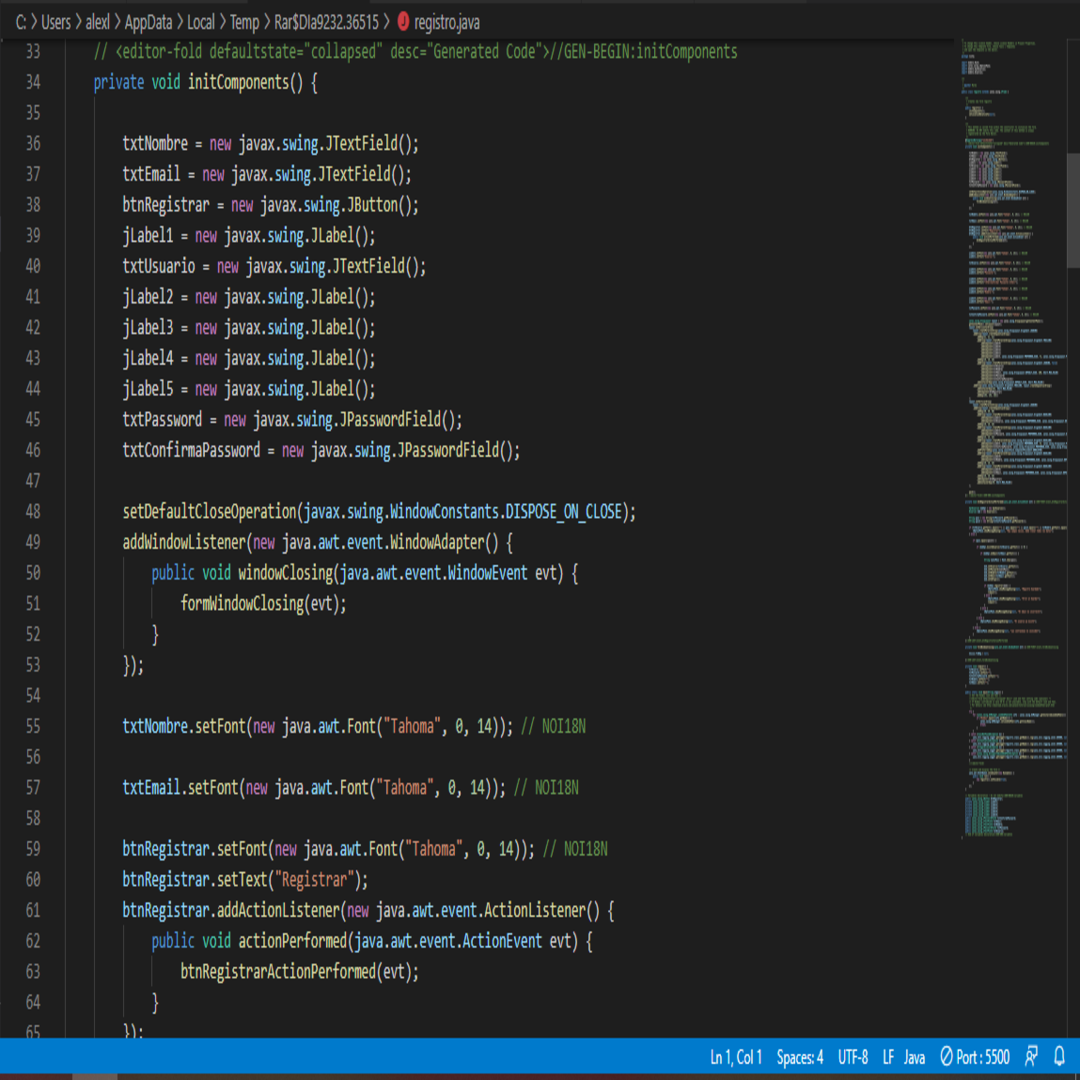 C: > Users > alexl > AppData > Local > Temp > Rar$DIa9232.36515 > J registro.java
33 // <editor-fold defaultstate="collapsed" desc="Generated Code">//GEN-BEGIN:initComponents
34 private void initComponents() {
35
36 txtNombre = new javax.swing.JTextField();
37 txtEmail = new javax.swing.JTextField();
38 btnRegistrar = new javax.swing.JButton();
39 jLabel1 = new javax.swing.JLabel();
40 txtUsuario = new javax.swing.JTextField();
41 jLabel2 = new javax.swing.JLabel();
42 jLabel3 = new javax.swing.JLabel();
43 jLabel4 = new javax.swing.JLabel();
44 jLabel5 = new javax.swing.JLabel();
45 txtPassword = new javax.swing.JPasswordField();
46 txtConfirmaPassword = new javax.swing.JPasswordField();
47
48 setDefaultCloseOperation(javax.swing.WindowConstants.DISPOSE_ON_CLOSE);
49 addWindowListener(new java.awt.event.WindowAdapter() {
50 public void windowClosing(java.awt.event.WindowEvent evt) {
51 formWindowClosing(evt);
52 }
53 });
54
55 txtNombre.setFont(new java.awt.Font("Tahoma", 0, 14)); // NOI18N
56
57 txtEmail.setFont(new java.awt.Font("Tahoma", 0, 14)); // NOI18N
58
59 btnRegistrar.setFont(new java.awt.Font("Tahoma", 0, 14)); // NOI18N
60 btnRegistrar.setText("Registrar");
61 btnRegistrar.addActionListener(new java.awt.event.ActionListener() {
62 public void actionPerformed(java.awt.event.ActionEvent evt) {
63 btnRegistrarActionPerformed(evt);
64 }
65 });
Ln 1, Col 1 Spaces: 4 UTF-8 LF Java Port : 5500